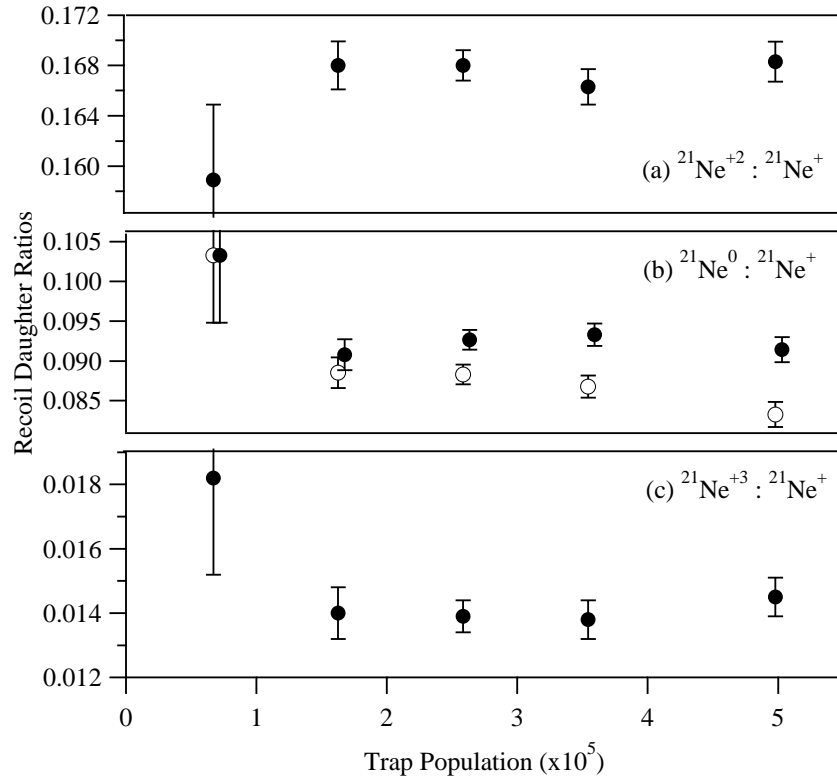 0.172
0.168
0.164
0.160
(a) ²¹Ne⁺² : ²¹Ne⁺
0.105
0.100
0.095
0.090
0.085
(b) ²¹Ne⁰ : ²¹Ne⁺
Recoil Daughter Ratios
0.018
0.016
0.014
0.012
(c) ²¹Ne⁺³ : ²¹Ne⁺
0 1 2 3 4 5
Trap Population (x10⁵)